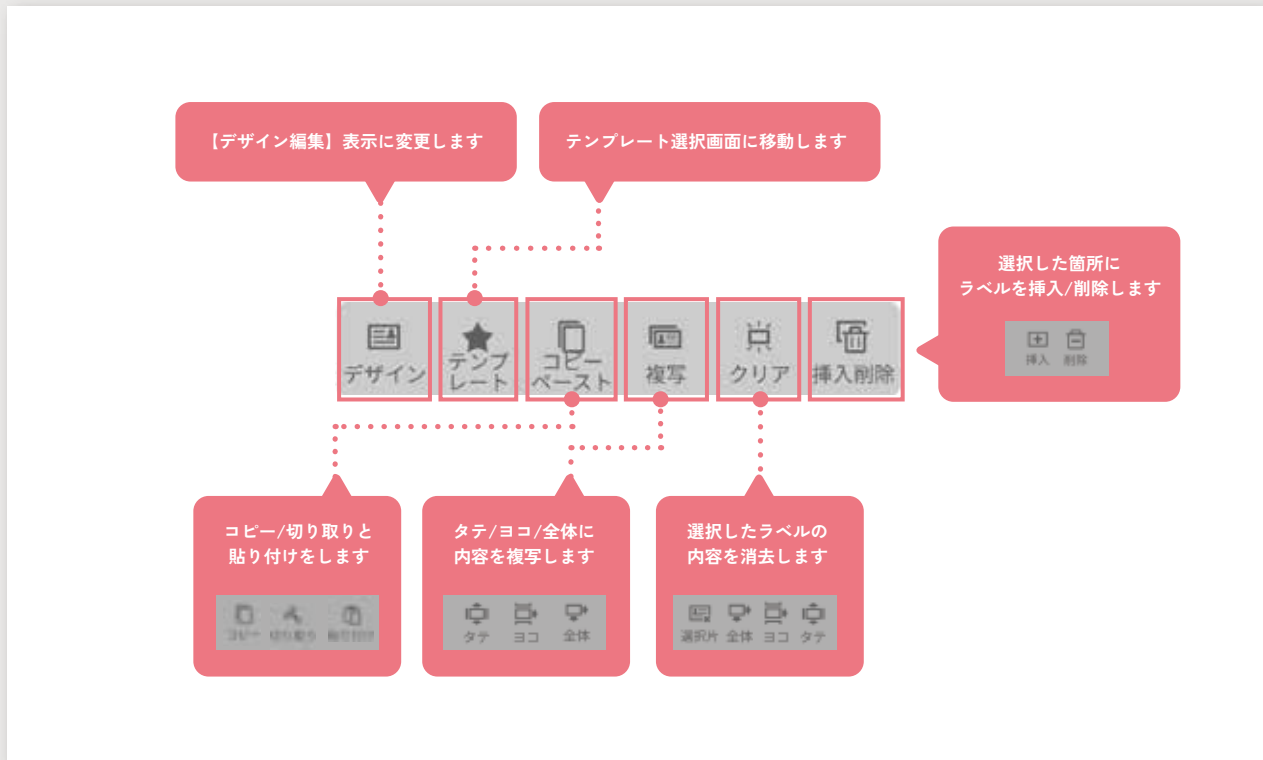 【デザイン編集】表示に変更します
テンプレート選択画面に移動します
選択した箇所に
ラベルを挿入/削除します
挿入 削除
デザイン
テンプ
レート
コピー
ペースト
複写
クリア
挿入削除
コピー/切り取りと
貼り付けをします
コピー 切り取り 貼り付け
タテ/ヨコ/全体に
内容を複写します
タテ ヨコ 全体
選択したラベルの
内容を消去します
選択片 全体 ヨコ タテ